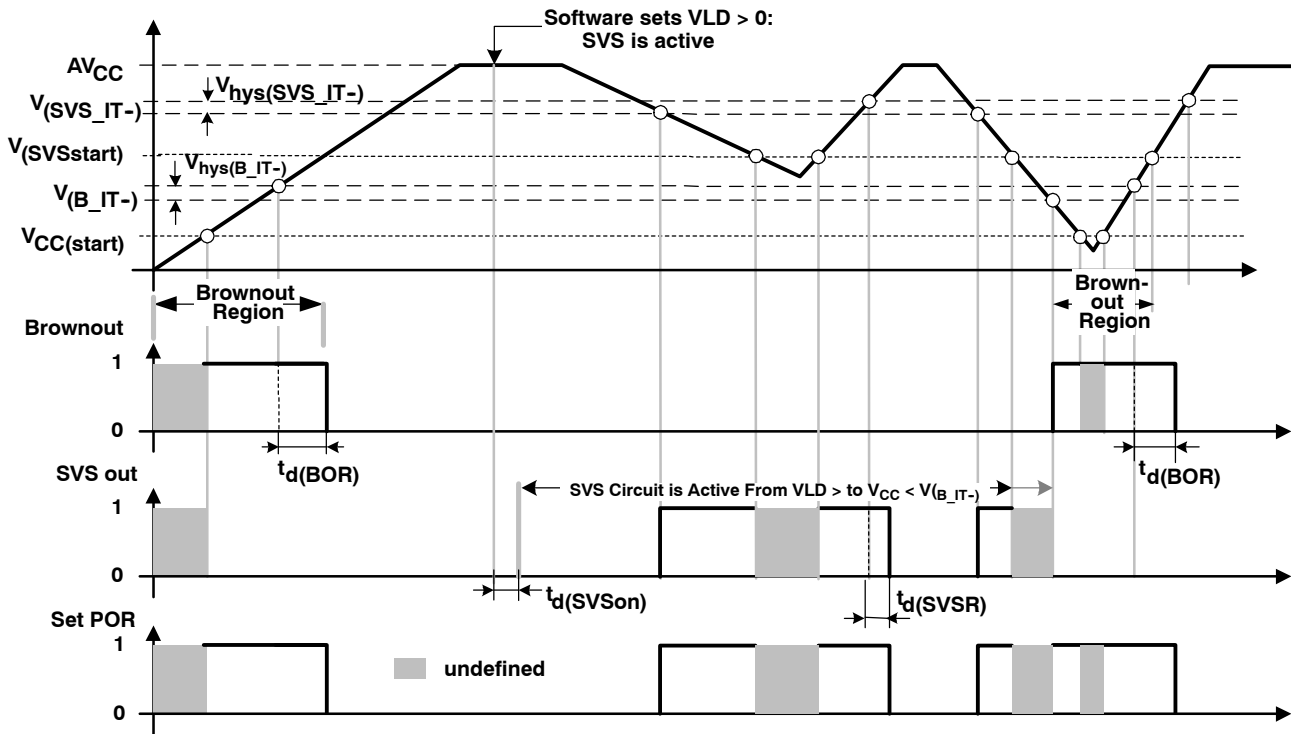 Software sets VLD > 0:
SVS is active
AVCC
Vhys(SVS_IT-)
V(SVS_IT-)
V(SVSstart)
Vhys(B_IT-)
V(B_IT-)
VCC(start)
Brownout
Region
Brown-
out
Region
Brownout
1
0
td(BOR)
td(BOR)
SVS out
SVS Circuit is Active From VLD > to VCC < V(B_IT-)
1
0
td(SVSon)
td(SVSR)
Set POR
1
undefined
0